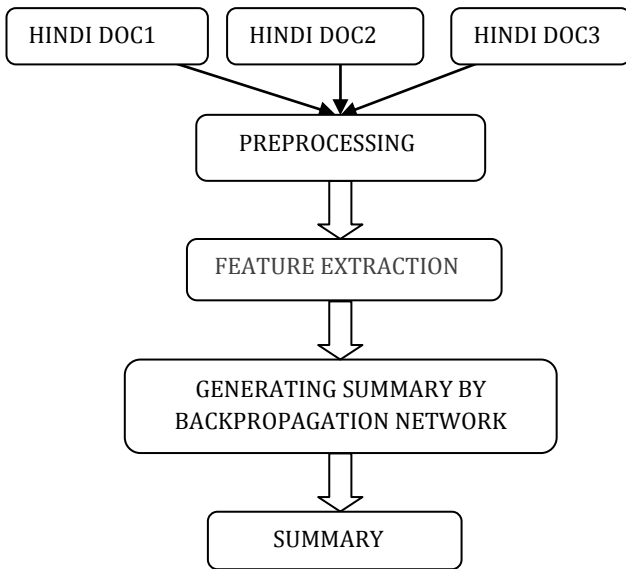 HINDI DOC1
HINDI DOC2
HINDI DOC3
PREPROCESSING
FEATURE EXTRACTION
GENERATING SUMMARY BY
BACKPROPAGATION NETWORK
SUMMARY